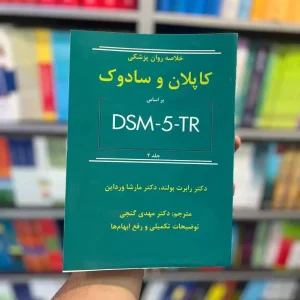 خلاصه روان پزشکی
کاپلان و سادوک
بر اساس
DSM-5-TR
جلد ۲
دکتر رابرت بولند، دکتر مارشا ورداین
مترجم: دکتر مهدی گنجی
توضیحات تکمیلی و رفع ابهام‌ها